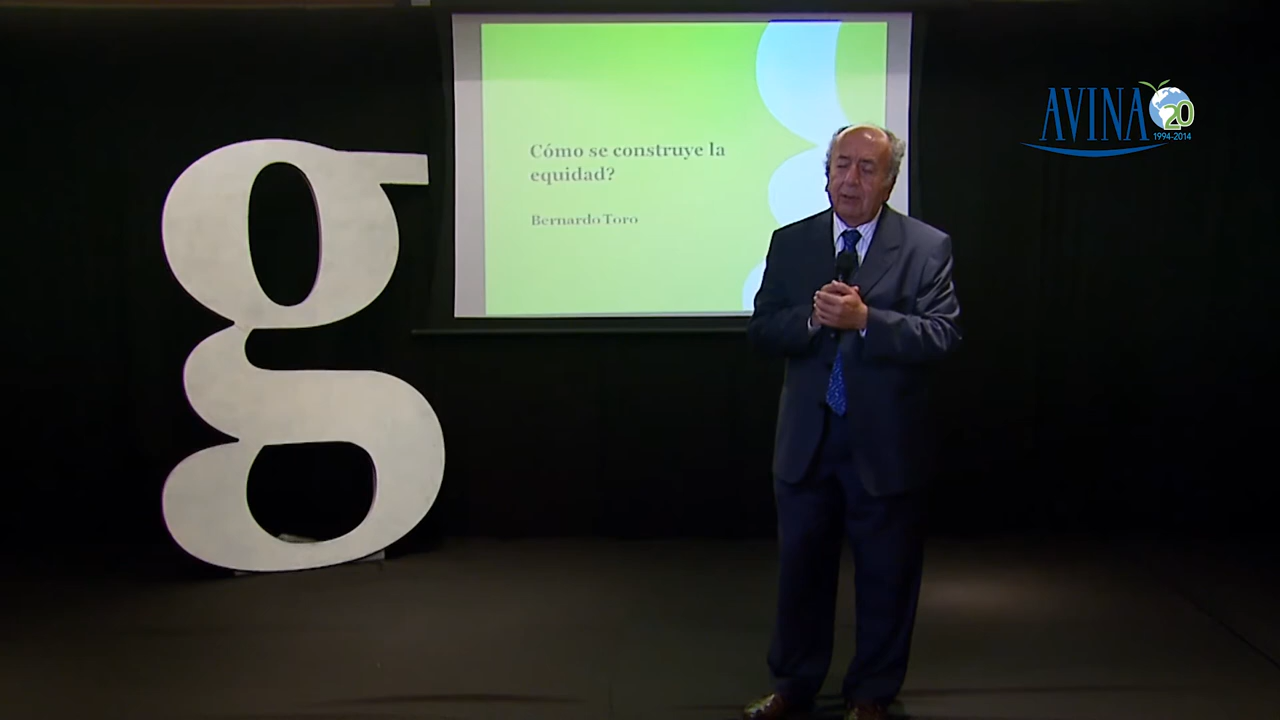 Cómo se construye la
equidad?
Bernardo Toro
AVINA 20
1994-2014
g